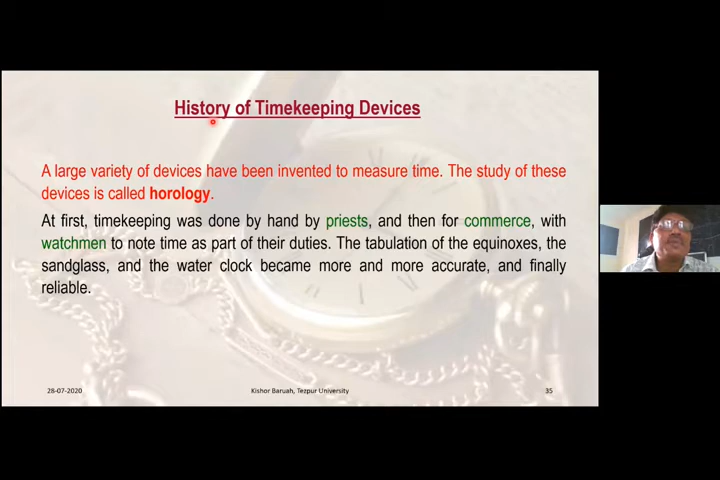 History of Timekeeping Devices
A large variety of devices have been invented to measure time. The study of these
devices is called horology.
At first, timekeeping was done by hand by priests, and then for commerce, with
watchmen to note time as part of their duties. The tabulation of the equinoxes, the
sandglass, and the water clock became more and more accurate, and finally
reliable.
28-07-2020
Kishor Baruah, Tezpur University
35